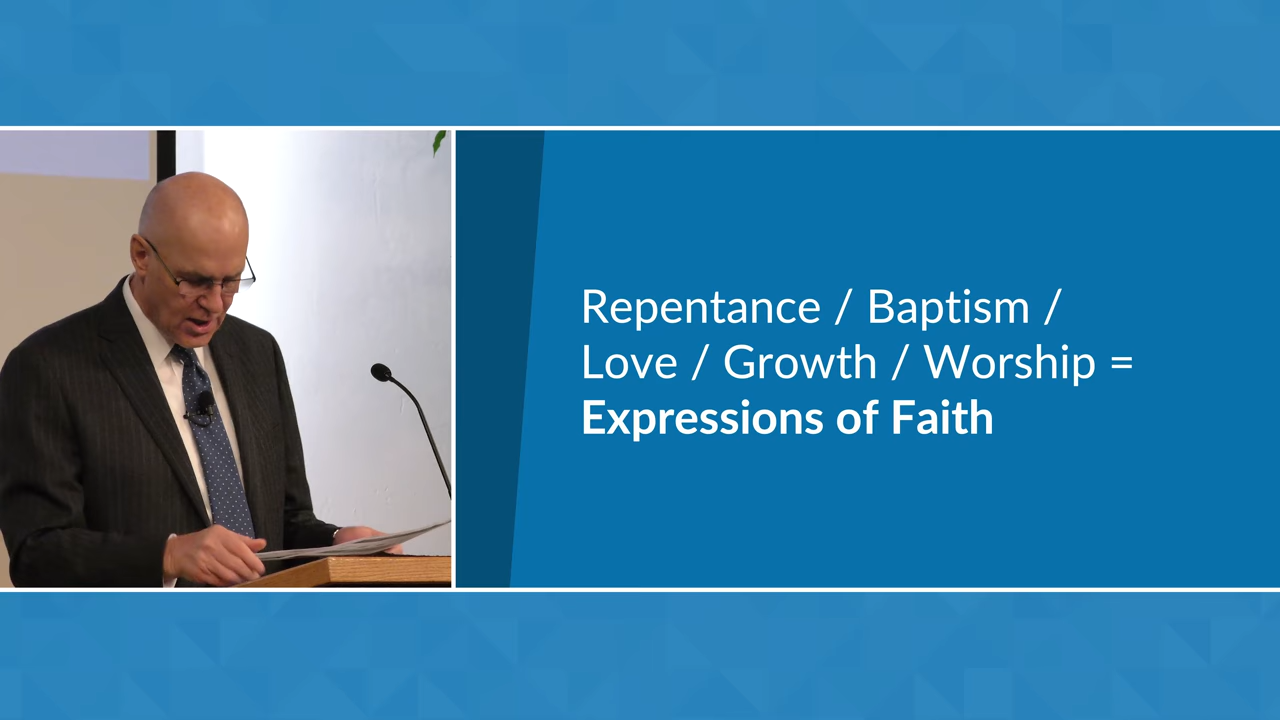 Repentance / Baptism /
Love / Growth / Worship =
Expressions of Faith